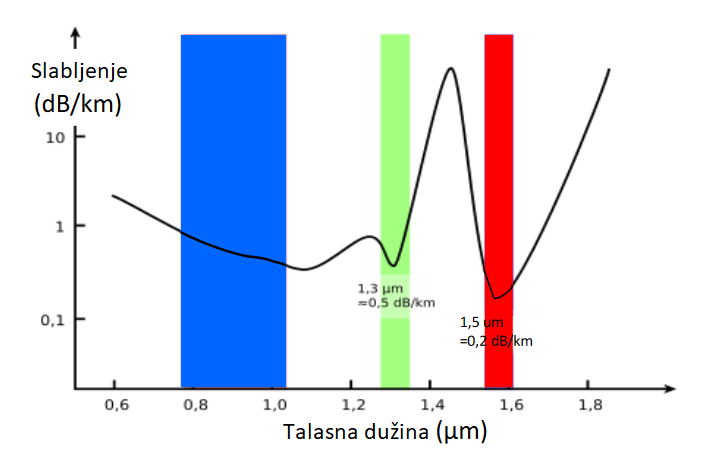 Slabljenje
(dB/km)
10
1
0,1
1,3 µm
≈0,5 dB/km
1,5 um
=0,2 dB/km
0,6 0,8 1,0 1,2 1,4 1,6 1,8
Talasna dužina (µm)